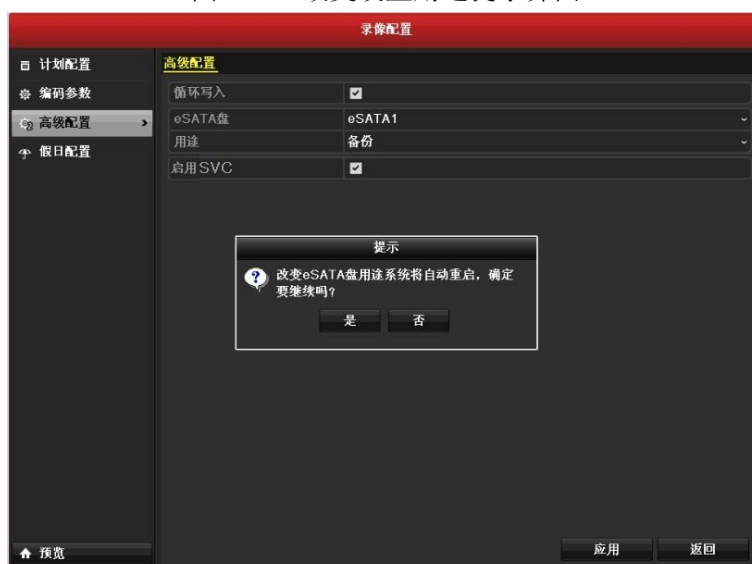 录像配置
计划配置
编码参数
高级配置
假日配置
高级配置
循环写入
eSATA盘 eSATA1
用途 备份
启用SVC
提示
改变eSATA盘用途系统将自动重启，确定
要继续吗？
是 否
预览
应用 返回